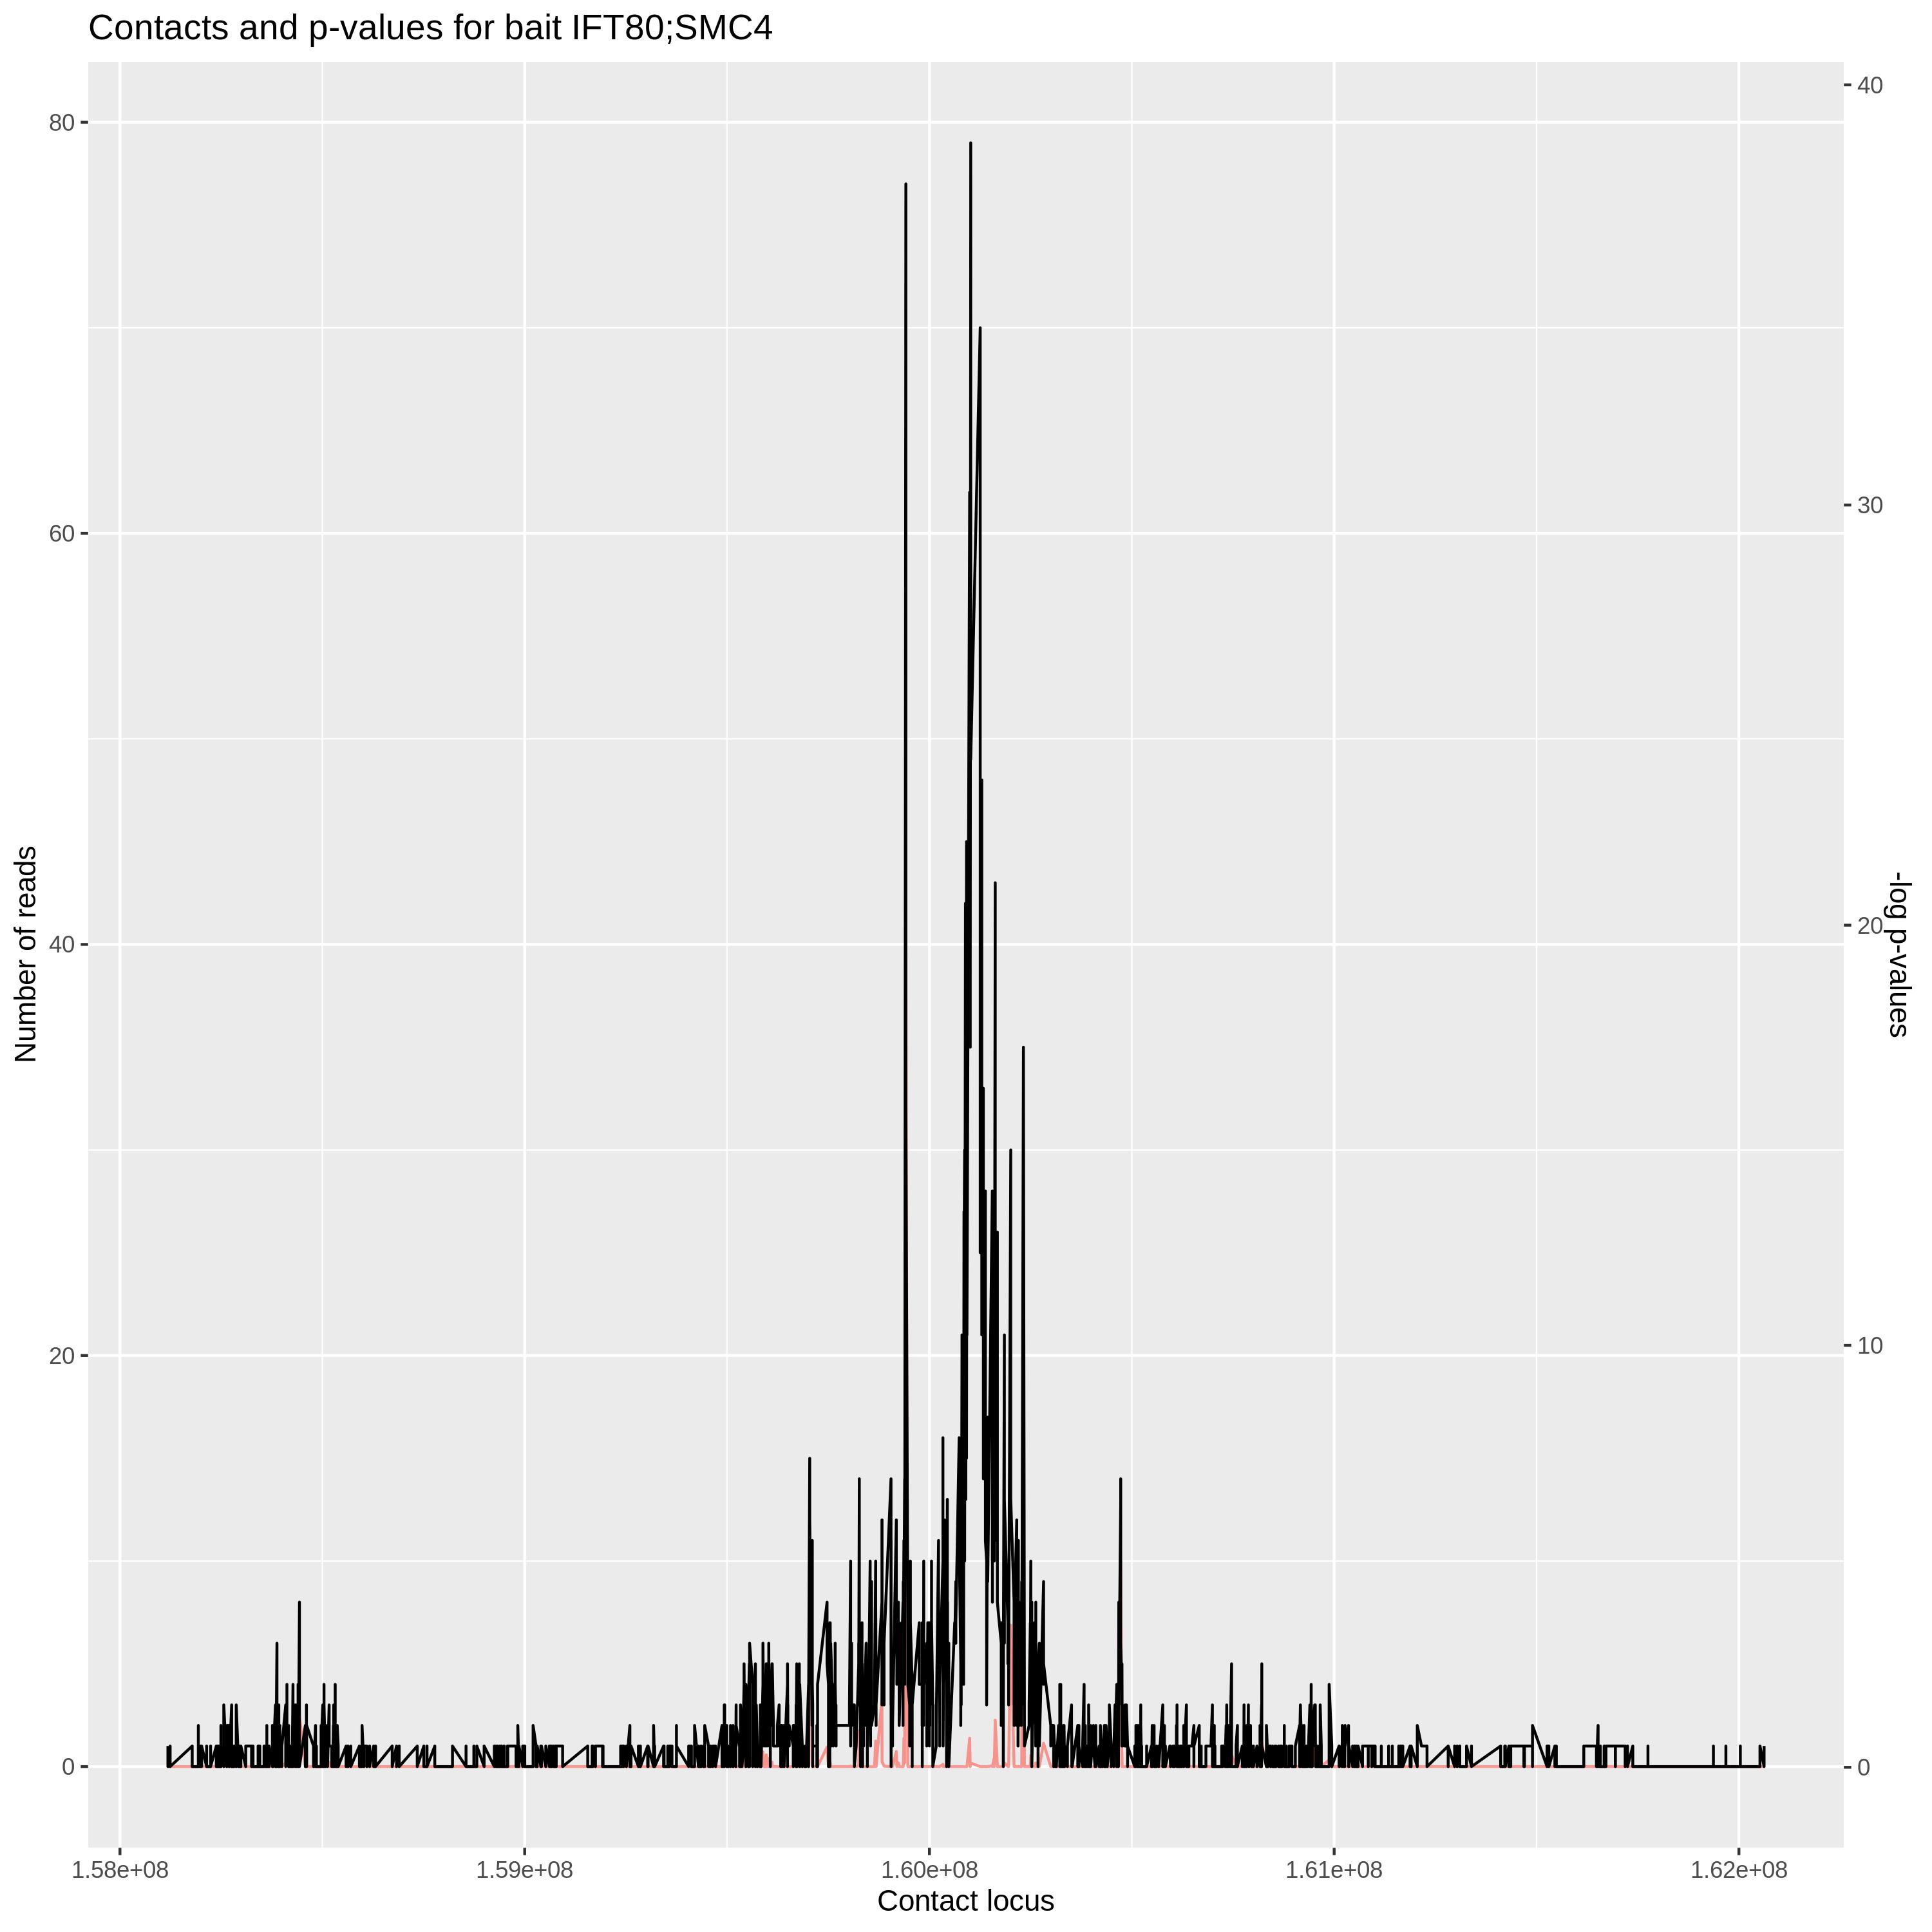 Contacts and p-values for bait IFT80;SMC4
80
60
40
20
0
Number of reads
40
30
20
10
0
-log p-values
1.58e+08
1.59e+08
1.60e+08
1.61e+08
1.62e+08
Contact locus